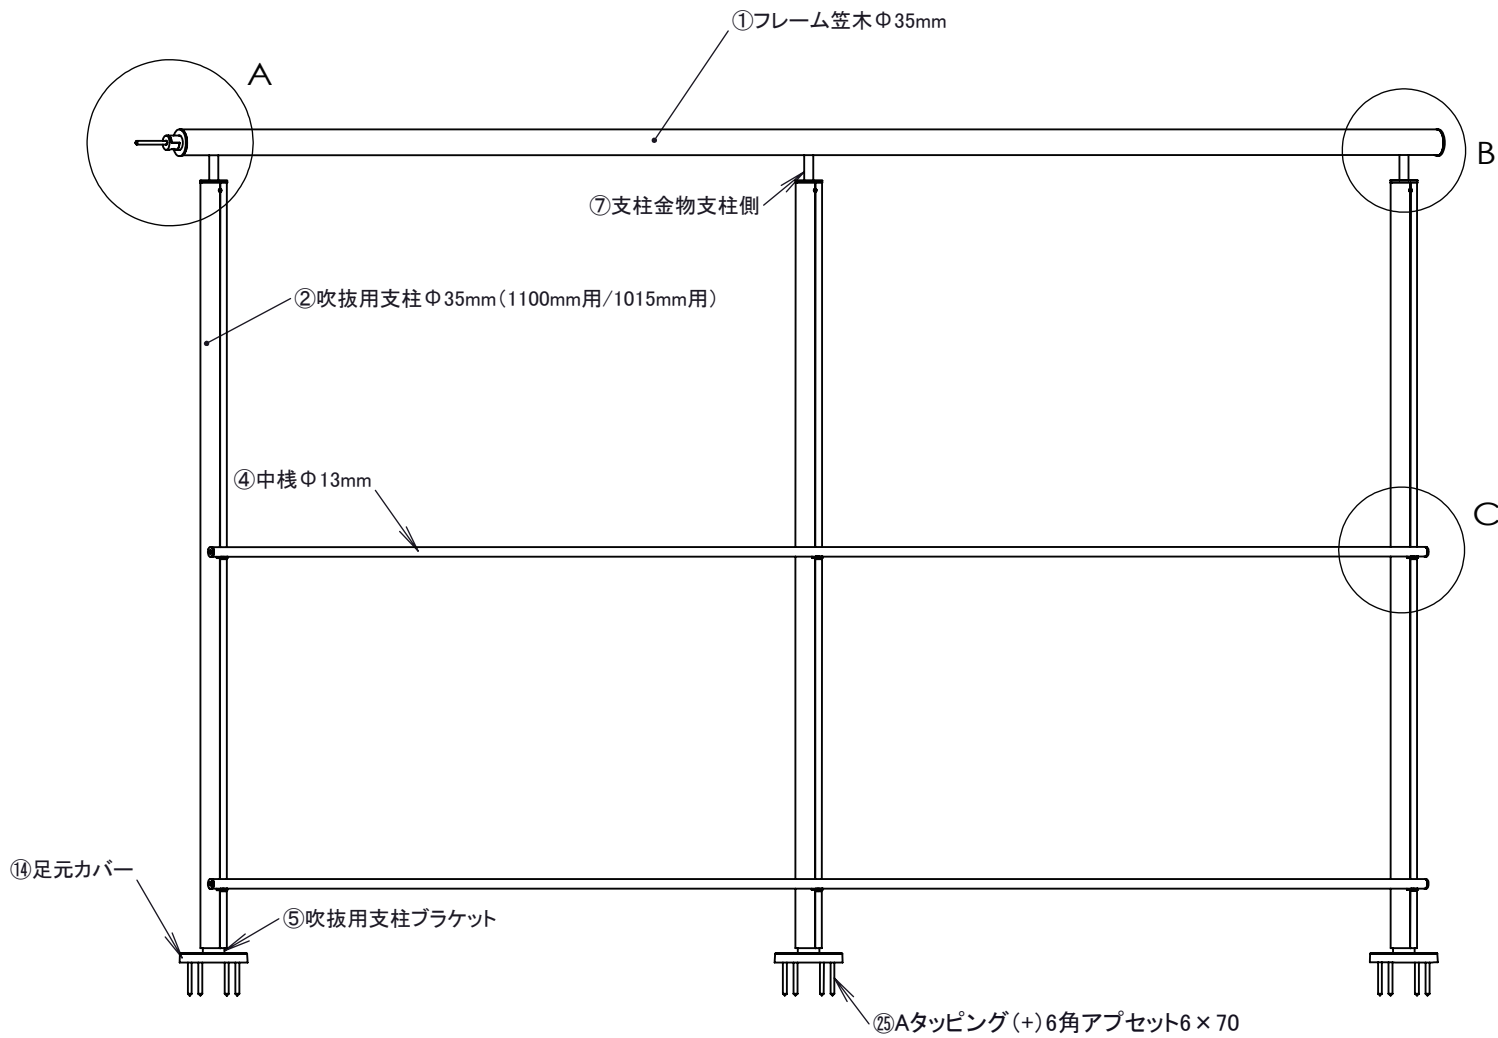 ①フレーム笠木Φ35mm
A
B
⑦支柱金物支柱側
②吹抜用支柱Φ35mm(1100mm用/1015mm用)
④中桟Φ13mm
C
⑭足元カバー
⑤吹抜用支柱ブラケット
㉕Aタッピング(+)6角アプセット6×70